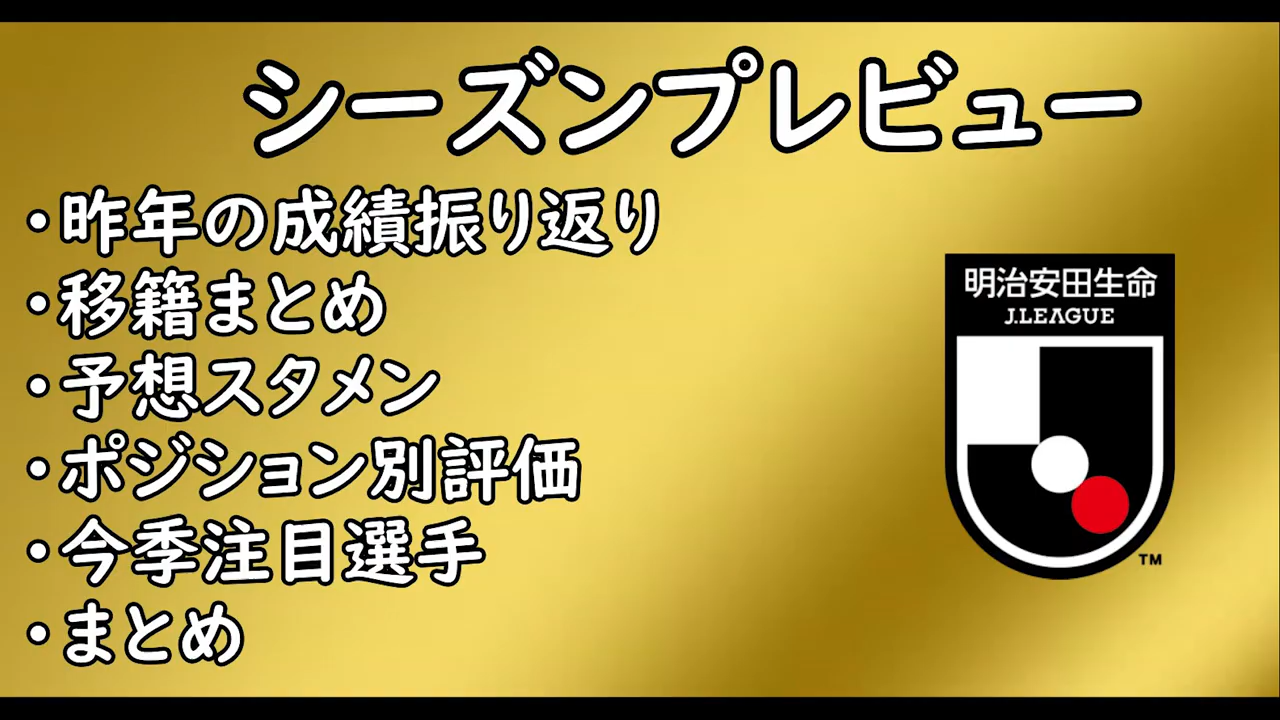 シーズンプレビュー
・昨年の成績振り返り
・移籍まとめ
・予想スタメン
・ポジション別評価
・今季注目選手
・まとめ
明治安田生命
J.LEAGUE
TM